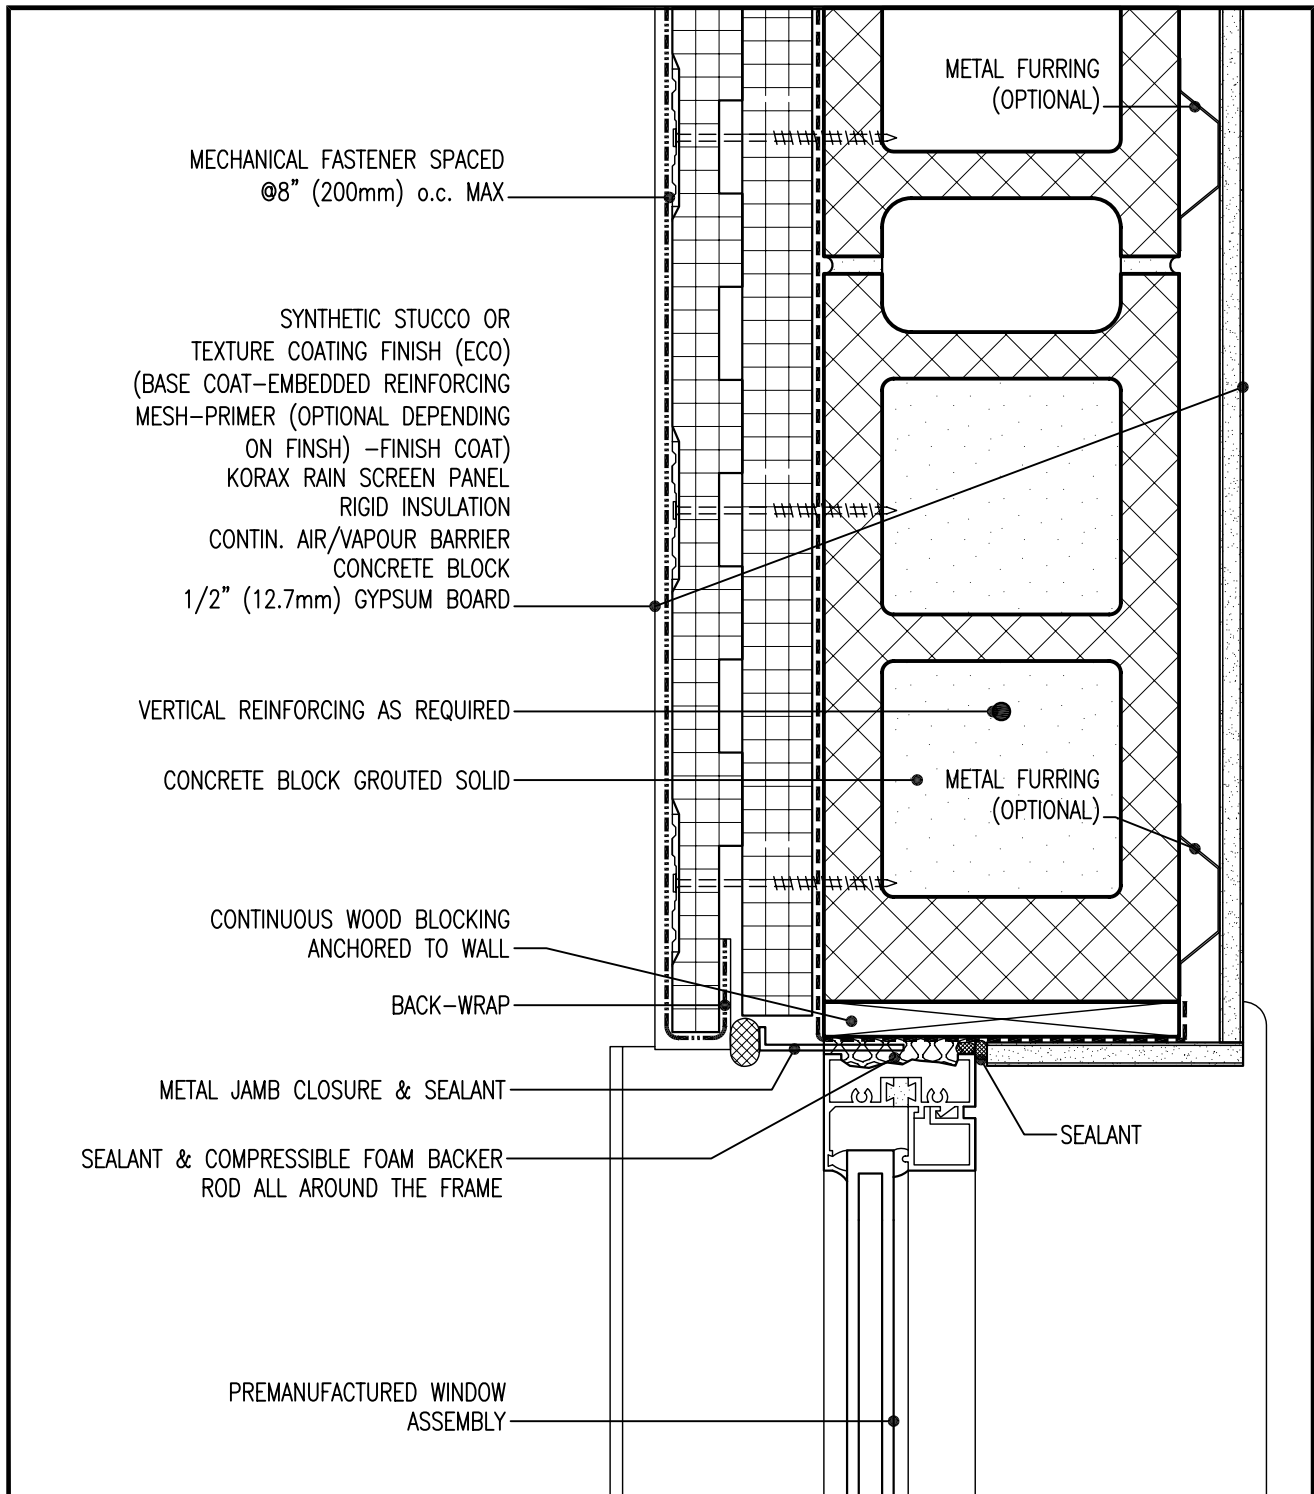 METAL FURRING
(OPTIONAL)
MECHANICAL FASTENER SPACED
@8” (200mm) o.c. MAX
SYNTHETIC STUCCO OR
TEXTURE COATING FINISH (ECO)
(BASE COAT-EMBEDDED REINFORCING
MESH-PRIMER (OPTIONAL DEPENDING
ON FINSH) -FINISH COAT)
KORAX RAIN SCREEN PANEL
RIGID INSULATION
CONTIN. AIR/VAPOUR BARRIER
CONCRETE BLOCK
1/2” (12.7mm) GYPSUM BOARD
VERTICAL REINFORCING AS REQUIRED
CONCRETE BLOCK GROUTED SOLID
METAL FURRING
(OPTIONAL)
CONTINUOUS WOOD BLOCKING
ANCHORED TO WALL
BACK-WRAP
METAL JAMB CLOSURE & SEALANT
SEALANT
SEALANT & COMPRESSIBLE FOAM BACKER
ROD ALL AROUND THE FRAME
PREMANUFACTURED WINDOW
ASSEMBLY